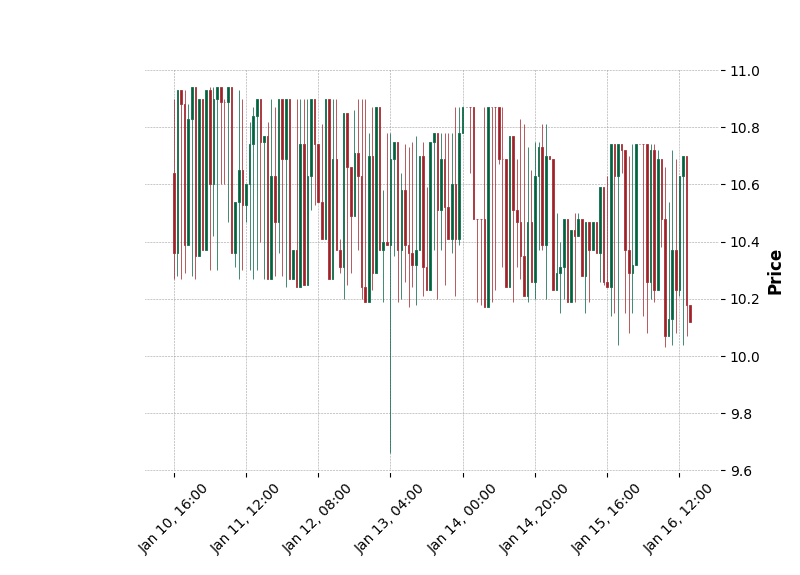 11.0
10.8
10.6
10.4
10.2
10.0
9.8
9.6
Price
Jan 10, 16:00
Jan 11, 12:00
Jan 12, 08:00
Jan 13, 04:00
Jan 14, 00:00
Jan 14, 20:00
Jan 15, 16:00
Jan 16, 12:00